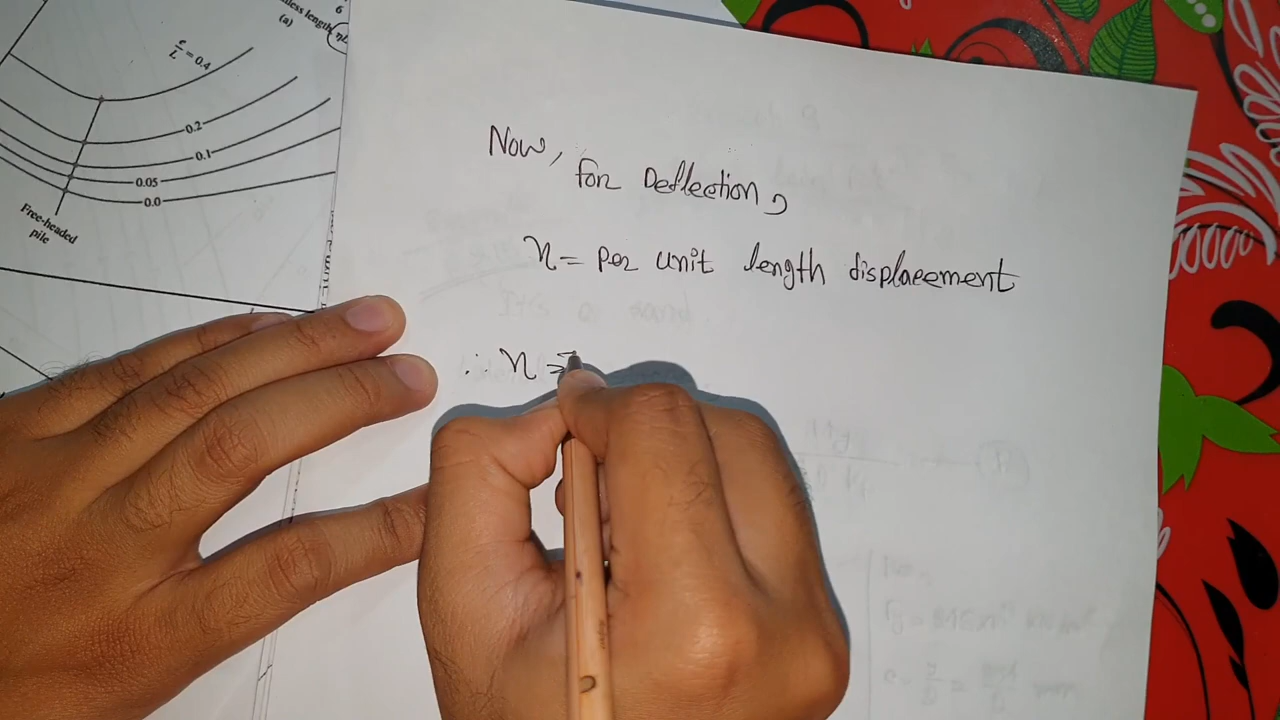 6
(a)
e/L = 0.4
0.2
0.1
0.05
0.0
Free-headed
pile
Now,
for Deflection,
n = per unit length displacement
∴ n =